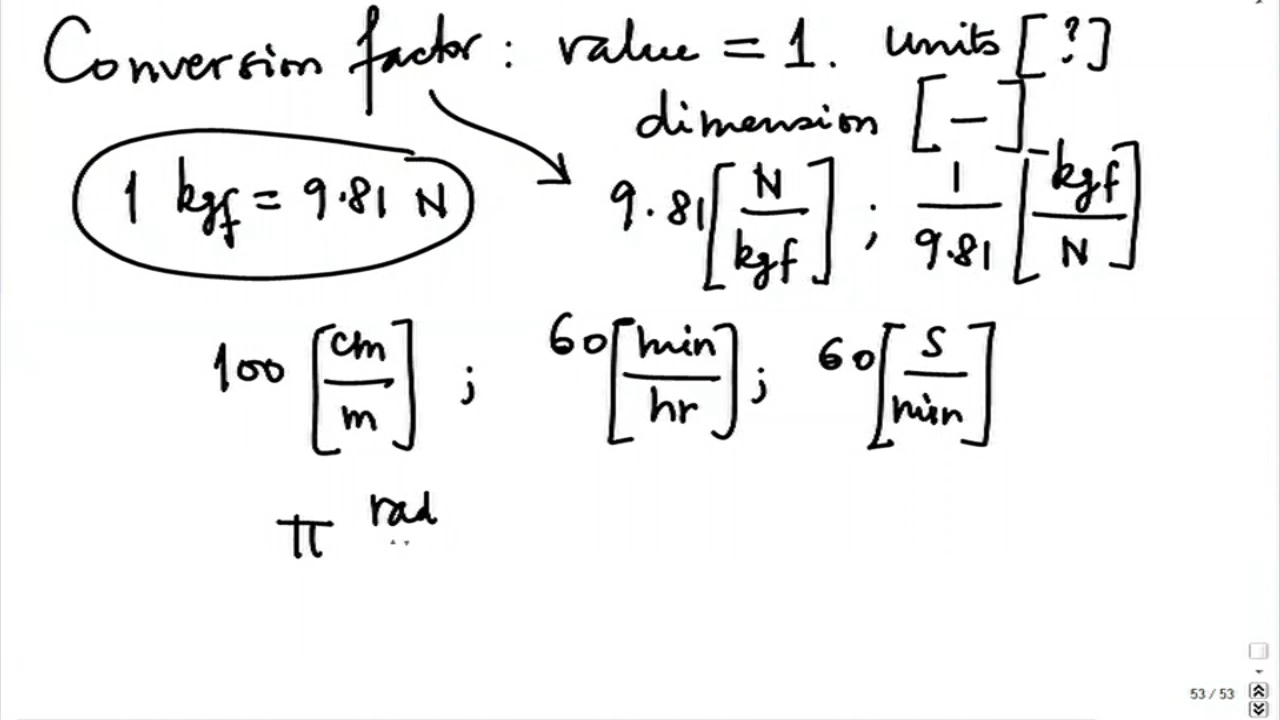 Conversion factor : value = 1. units [?]
dimension [-]
1 kgf = 9.81 N
9.81 [N/kgf] ; 1/9.81 [kgf/N]
100 [cm/m] ; 60 [min/hr] ; 60 [s/min]
π rad
53 / 53